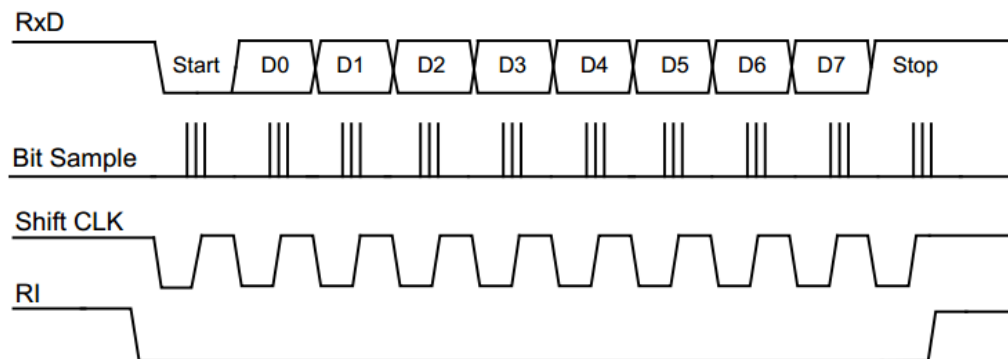 RxD
Start D0 D1 D2 D3 D4 D5 D6 D7 Stop
Bit Sample
Shift CLK
RI